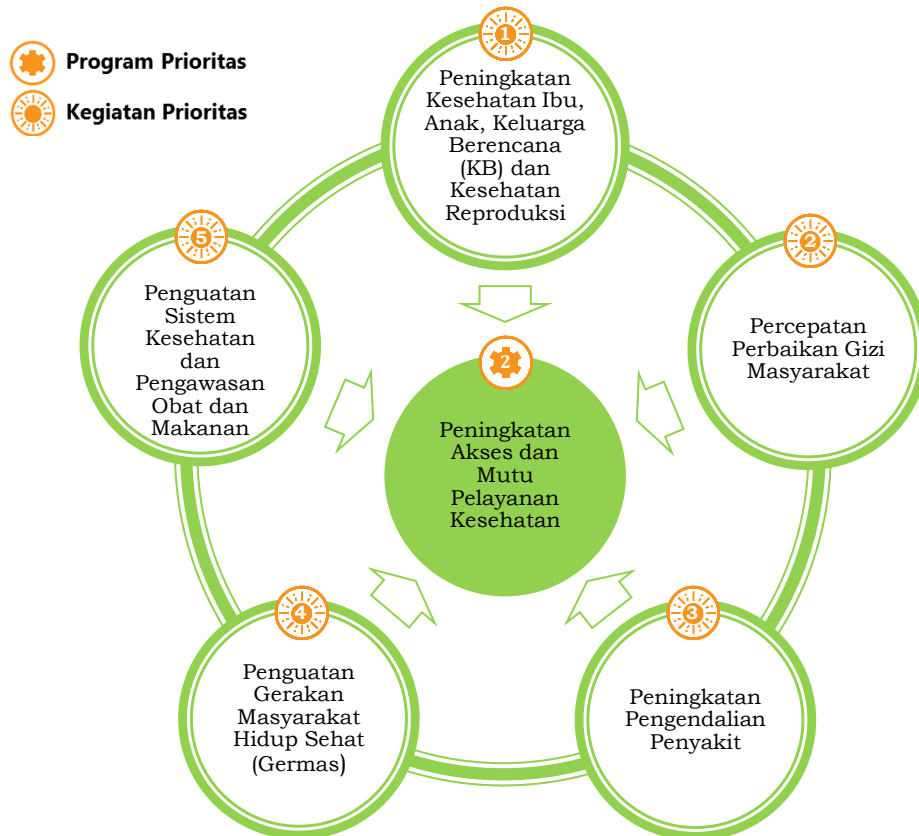 Program Prioritas
Kegiatan Prioritas
1
Peningkatan
Kesehatan Ibu,
Anak, Keluarga
Berencana
(KB) dan
Kesehatan
Reproduksi
2
Percepatan
Perbaikan Gizi
Masyarakat
3
Peningkatan
Pengendalian
Penyakit
4
Penguatan
Gerakan
Masyarakat
Hidup Sehat
(Germas)
5
Penguatan
Sistem
Kesehatan
dan
Pengawasan
Obat dan
Makanan
2
Peningkatan
Akses dan
Mutu
Pelayanan
Kesehatan